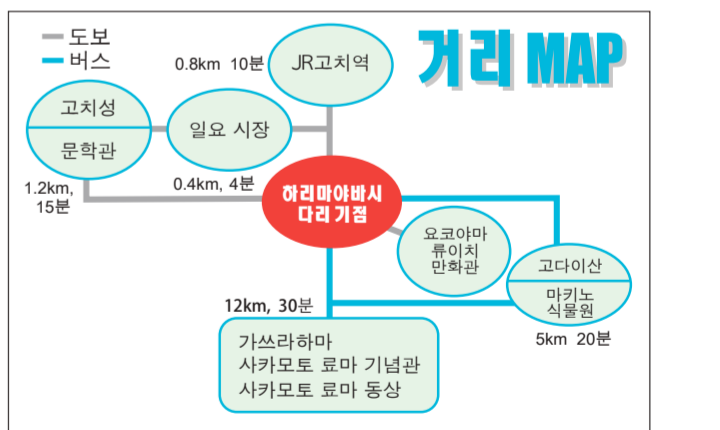 도보
버스
거리 MAP
0.8km 10분
JR고치역
고치성
문학관
일요 시장
1.2km,
15분
0.4km, 4분
하리마야바시
다리 기점
요코야마
류이치
만화관
고다이산
마키노
식물원
5km 20분
12km, 30분
가쓰라하마
사카모토 료마 기념관
사카모토 료마 동상